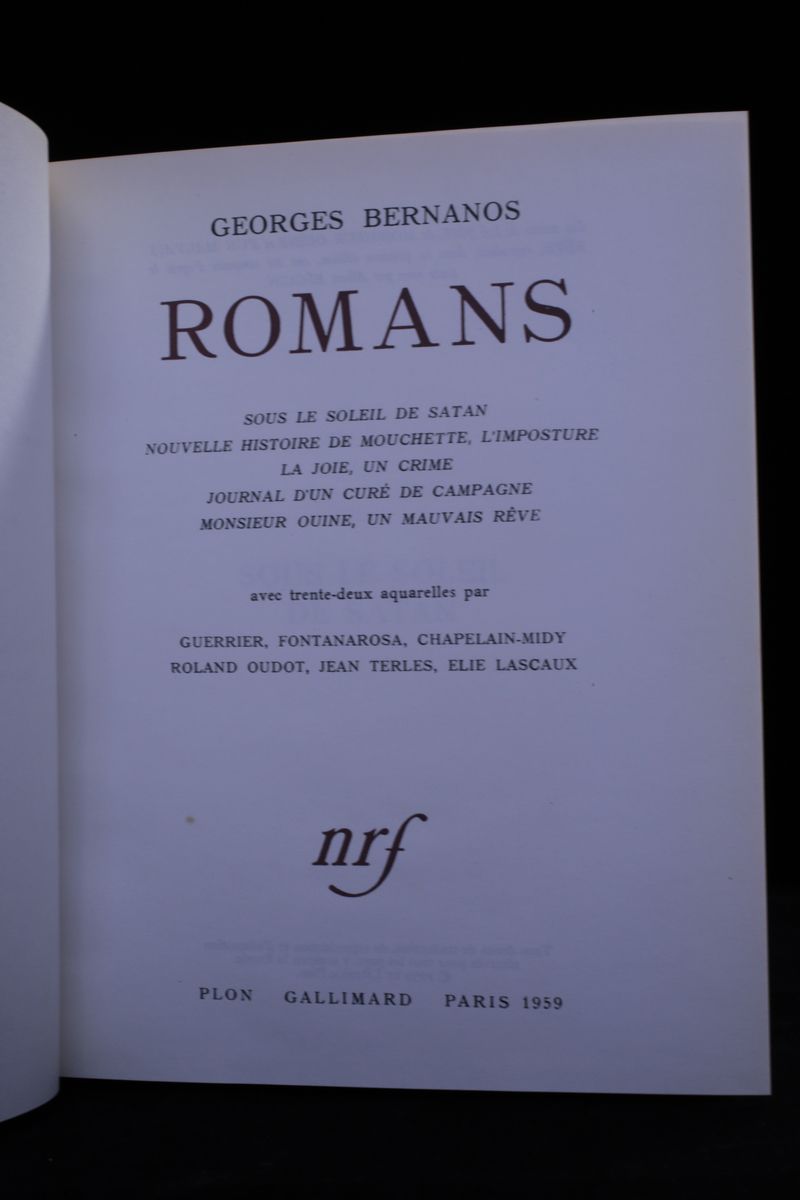 GEORGES BERNANOS
ROMANS
SOUS LE SOLEIL DE SATAN
NOUVELLE HISTOIRE DE MOUCHETTE, L'IMPOSTURE
LA JOIE, UN CRIME
JOURNAL D'UN CURÉ DE CAMPAGNE
MONSIEUR OUINE, UN MAUVAIS RÊVE
avec trente-deux aquarelles par
GUERRIER, FONTANAROSA, CHAPELAIN-MIDY
ROLAND OUDOT, JEAN TERLES, ELIE LASCAUX
nrf
PLON GALLIMARD PARIS 1959